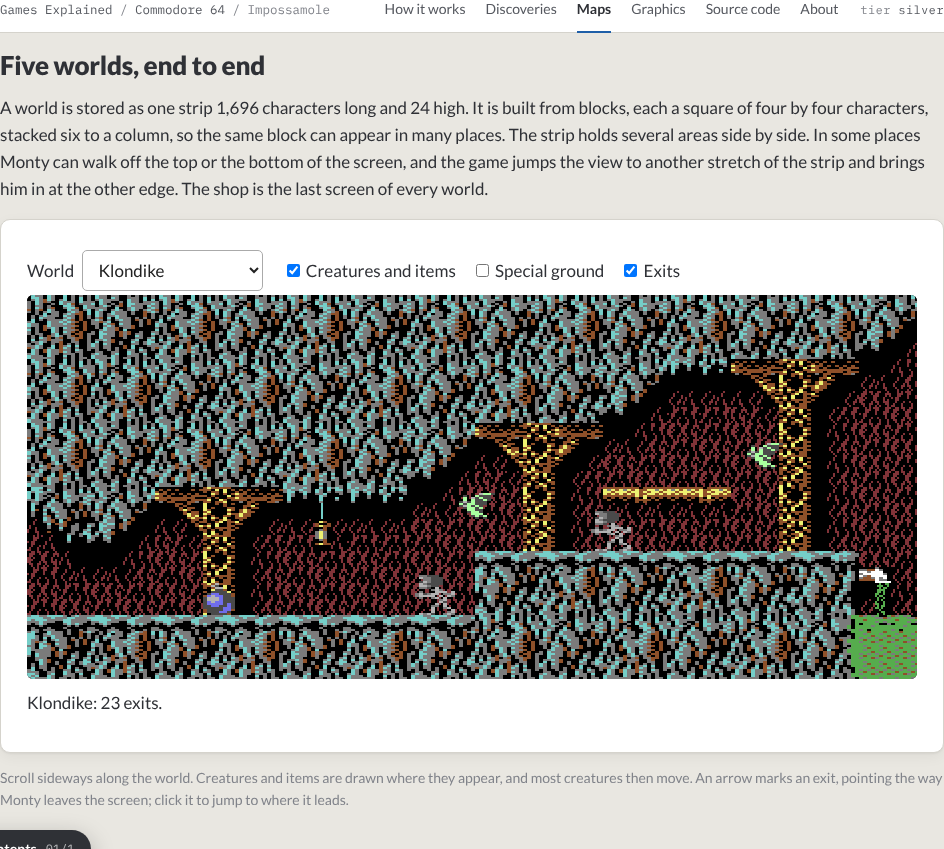 Games Explained / Commodore 64 / Impossamole
How it works Discoveries Maps Graphics Source code About tier silver
Five worlds, end to end
A world is stored as one strip 1,696 characters long and 24 high. It is built from blocks, each a square of four by four characters,
stacked six to a column, so the same block can appear in many places. The strip holds several areas side by side. In some places
Monty can walk off the top or the bottom of the screen, and the game jumps the view to another stretch of the strip and brings
him in at the other edge. The shop is the last screen of every world.
World Klondike Creatures and items Special ground Exits
Klondike: 23 exits.
Scroll sideways along the world. Creatures and items are drawn where they appear, and most creatures then move. An arrow marks an exit, pointing the way
Monty leaves the screen; click it to jump to where it leads.